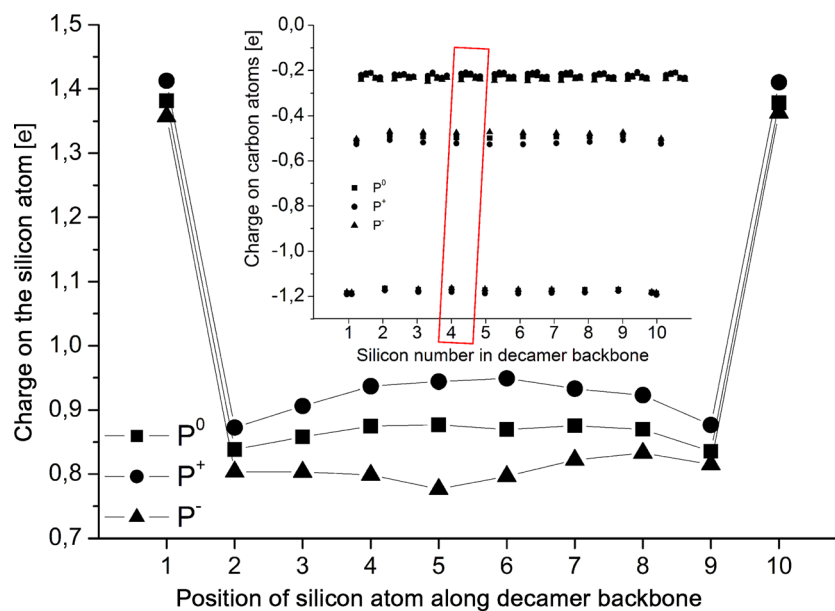 Charge on the silicon atom [e]
1,5
1,4
1,3
1,2
1,1
1,0
0,9
0,8
0,7
P⁰
P⁺
P⁻
1 2 3 4 5 6 7 8 9 10
Position of silicon atom along decamer backbone
Charge on carbon atoms [e]
0,0
-0,2
-0,4
-0,6
-0,8
-1,0
-1,2
P⁰
P⁺
P⁻
1 2 3 4 5 6 7 8 9 10
Silicon number in decamer backbone